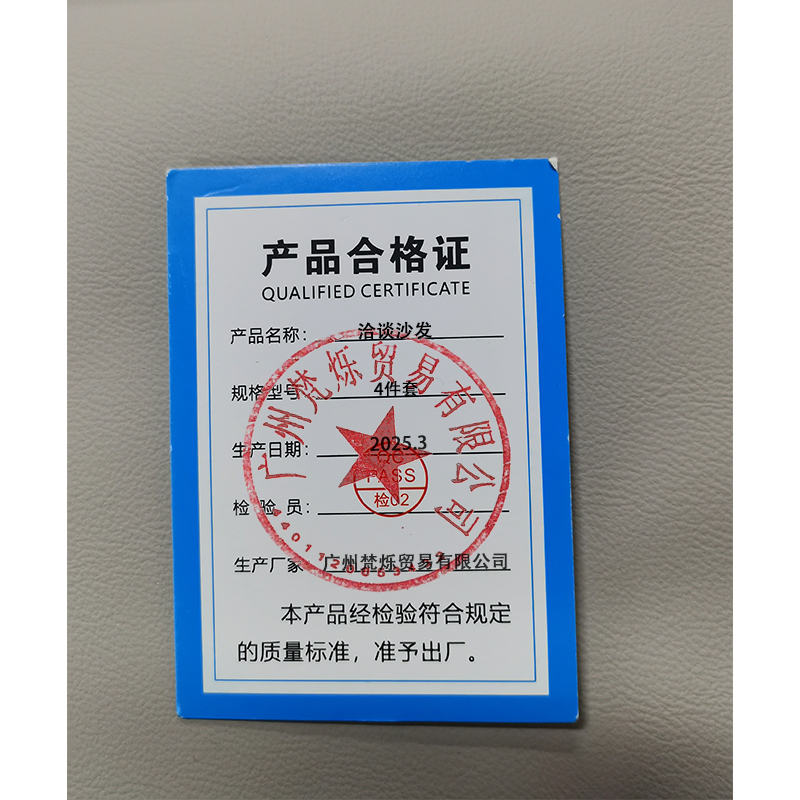 产品合格证
QUALIFIED CERTIFICATE
产品名称: 洽谈沙发
规格型号: 4件套
生产日期: 2025.3
QC
PASS
检02
检 验 员:
生产厂家 广州梵烁贸易有限公司
广州梵烁贸易有限公司
本产品经检验符合规定
的质量标准，准予出厂。